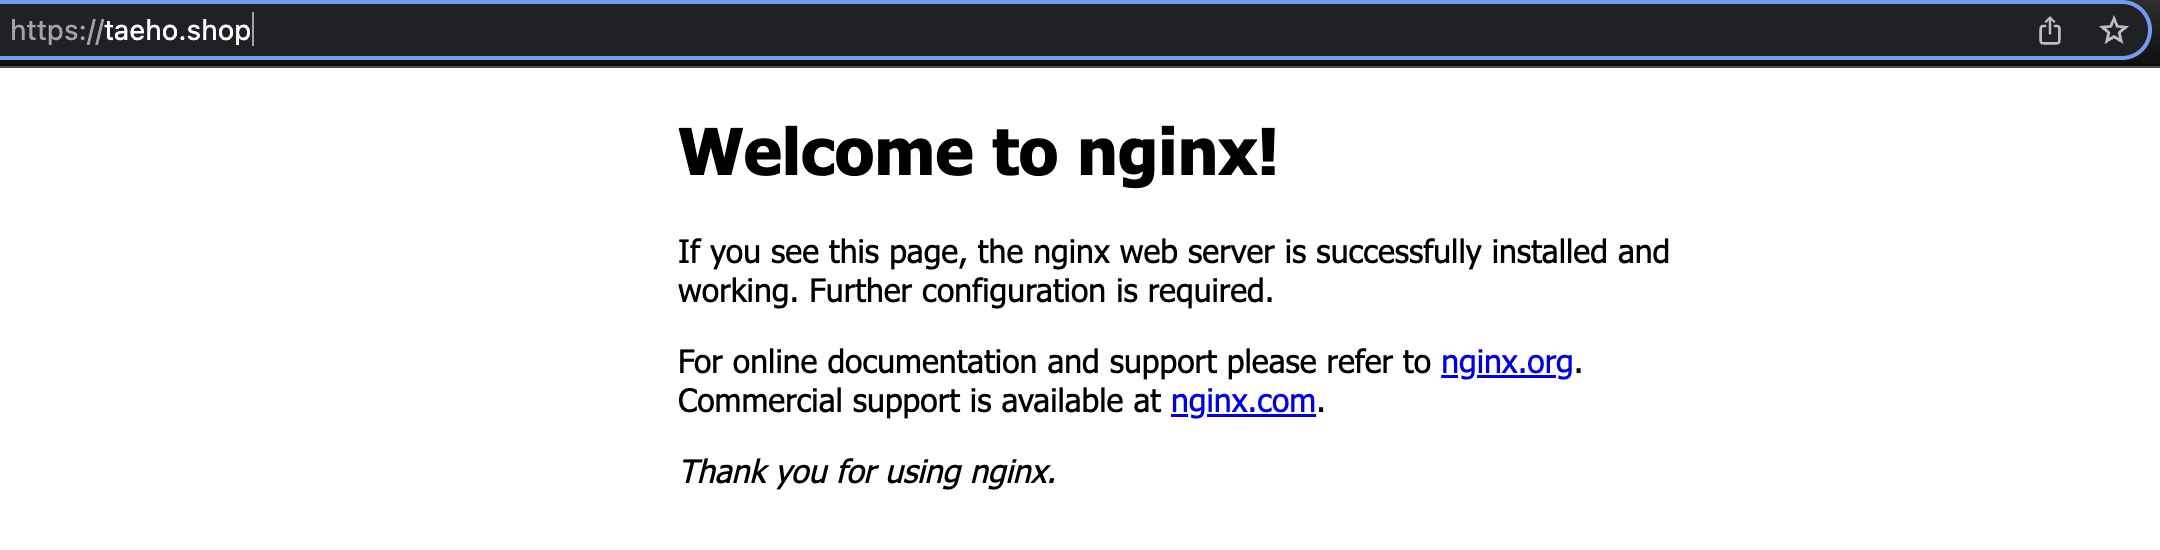 https://taeho.shop
Welcome to nginx!
If you see this page, the nginx web server is successfully installed and
working. Further configuration is required.
For online documentation and support please refer to nginx.org.
Commercial support is available at nginx.com.
Thank you for using nginx.